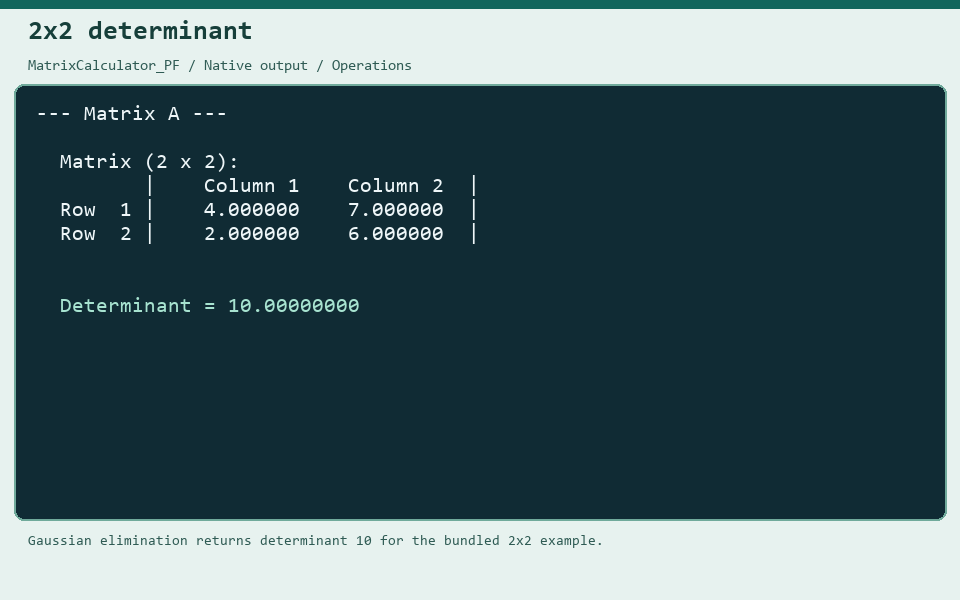 2x2 determinant
MatrixCalculator_PF / Native output / Operations
--- Matrix A ---
Matrix (2 x 2):
| Column 1 Column 2 |
Row 1 | 4.000000 7.000000 |
Row 2 | 2.000000 6.000000 |
Determinant = 10.00000000
Gaussian elimination returns determinant 10 for the bundled 2x2 example.